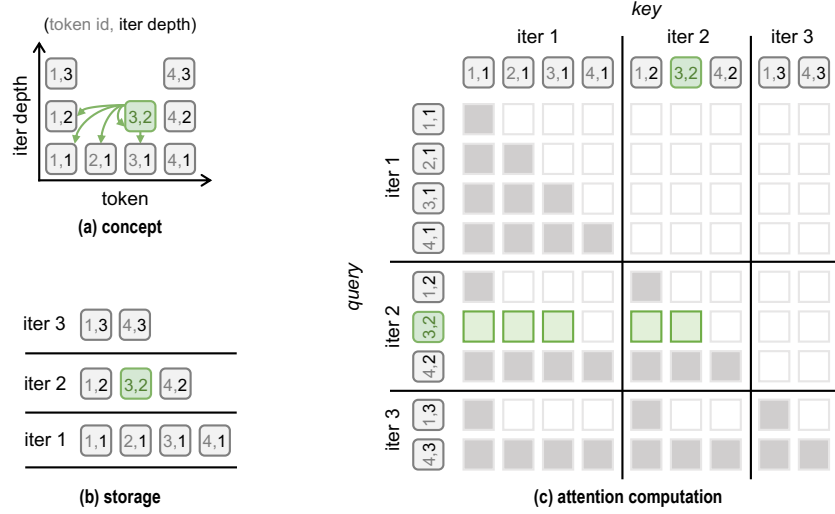 (token id, iter depth)
iter depth
1,3 4,3
1,2 3,2 4,2
1,1 2,1 3,1 4,1
token
(a) concept
iter 3 1,3 4,3
iter 2 1,2 3,2 4,2
iter 1 1,1 2,1 3,1 4,1
(b) storage
key
iter 1 iter 2 iter 3
1,1 2,1 3,1 4,1 1,2 3,2 4,2 1,3 4,3
query
iter 1
1,1
2,1
3,1
4,1
iter 2
1,2
3,2
4,2
iter 3
1,3
4,3
(c) attention computation